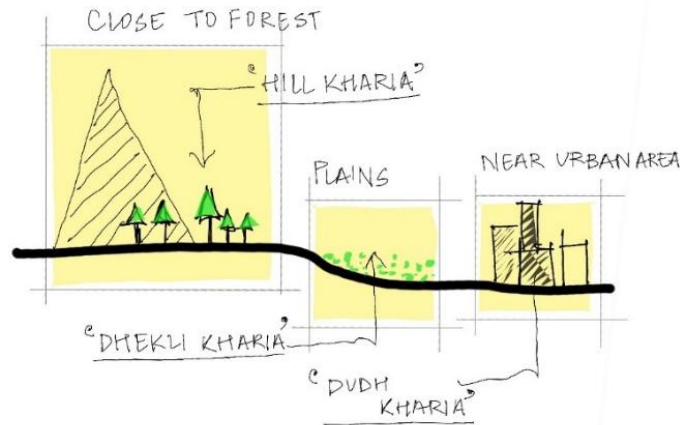 CLOSE TO FOREST
‘HILL KHARIA’
PLAINS
NEAR URBAN AREA
‘DHEKLI KHARIA’
‘DUDH
KHARIA’